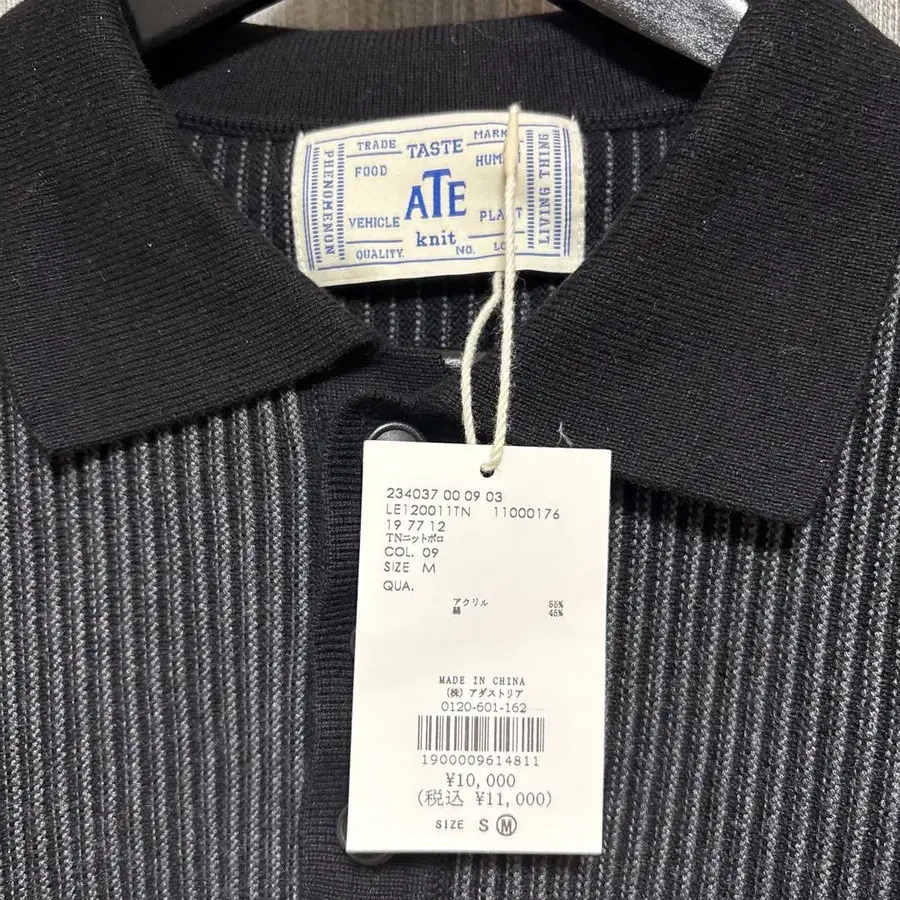 TRADE TASTE MARK
FOOD
ATE
VEHICLE
knit
QUALITY. NO.
PHENOMENON
LIVING THING
234037 00 09 03
LE120011TN 11000176
19 77 12
TNニットポロ
COL. 09
SIZE M
QUA.
アクリル 55%
綿 45%
MADE IN CHINA
(株) アダストリア
0120-601-162
1900009614811
¥10,000
(税込 ¥11,000)
SIZE S M